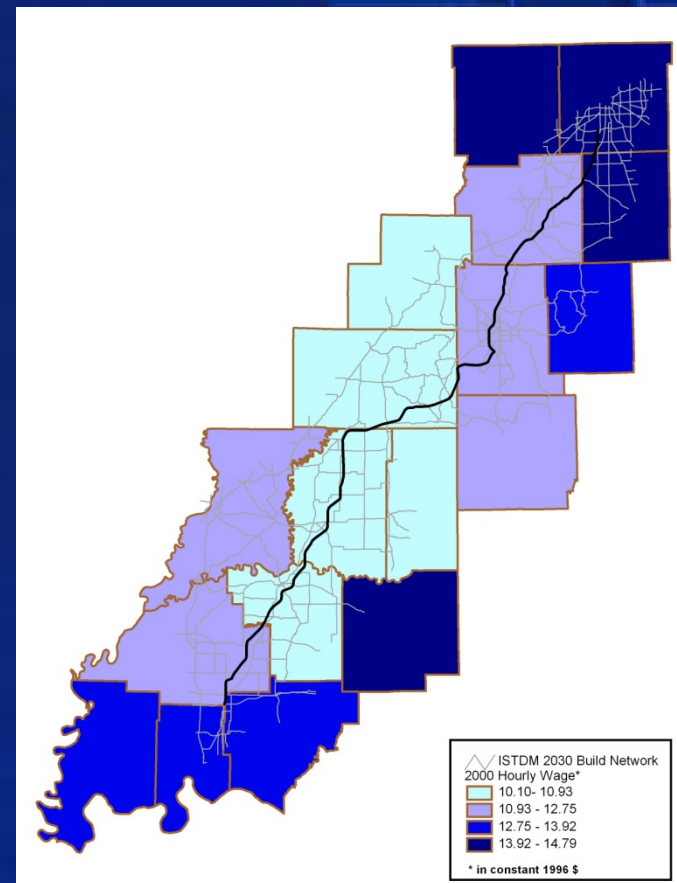 ISTDM 2030 Build Network
2000 Hourly Wage*
10.10- 10.93
10.93 - 12.75
12.75 - 13.92
13.92 - 14.79
* in constant 1996 $